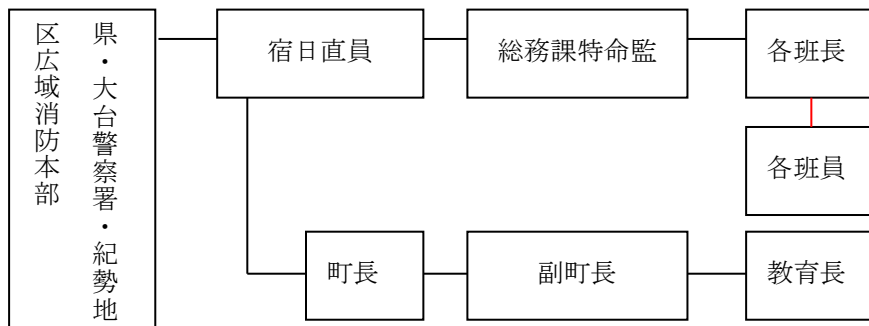 県・大台警察署・紀勢地
区広域消防本部
宿日直員
総務課特命監
各班長
各班員
町長
副町長
教育長